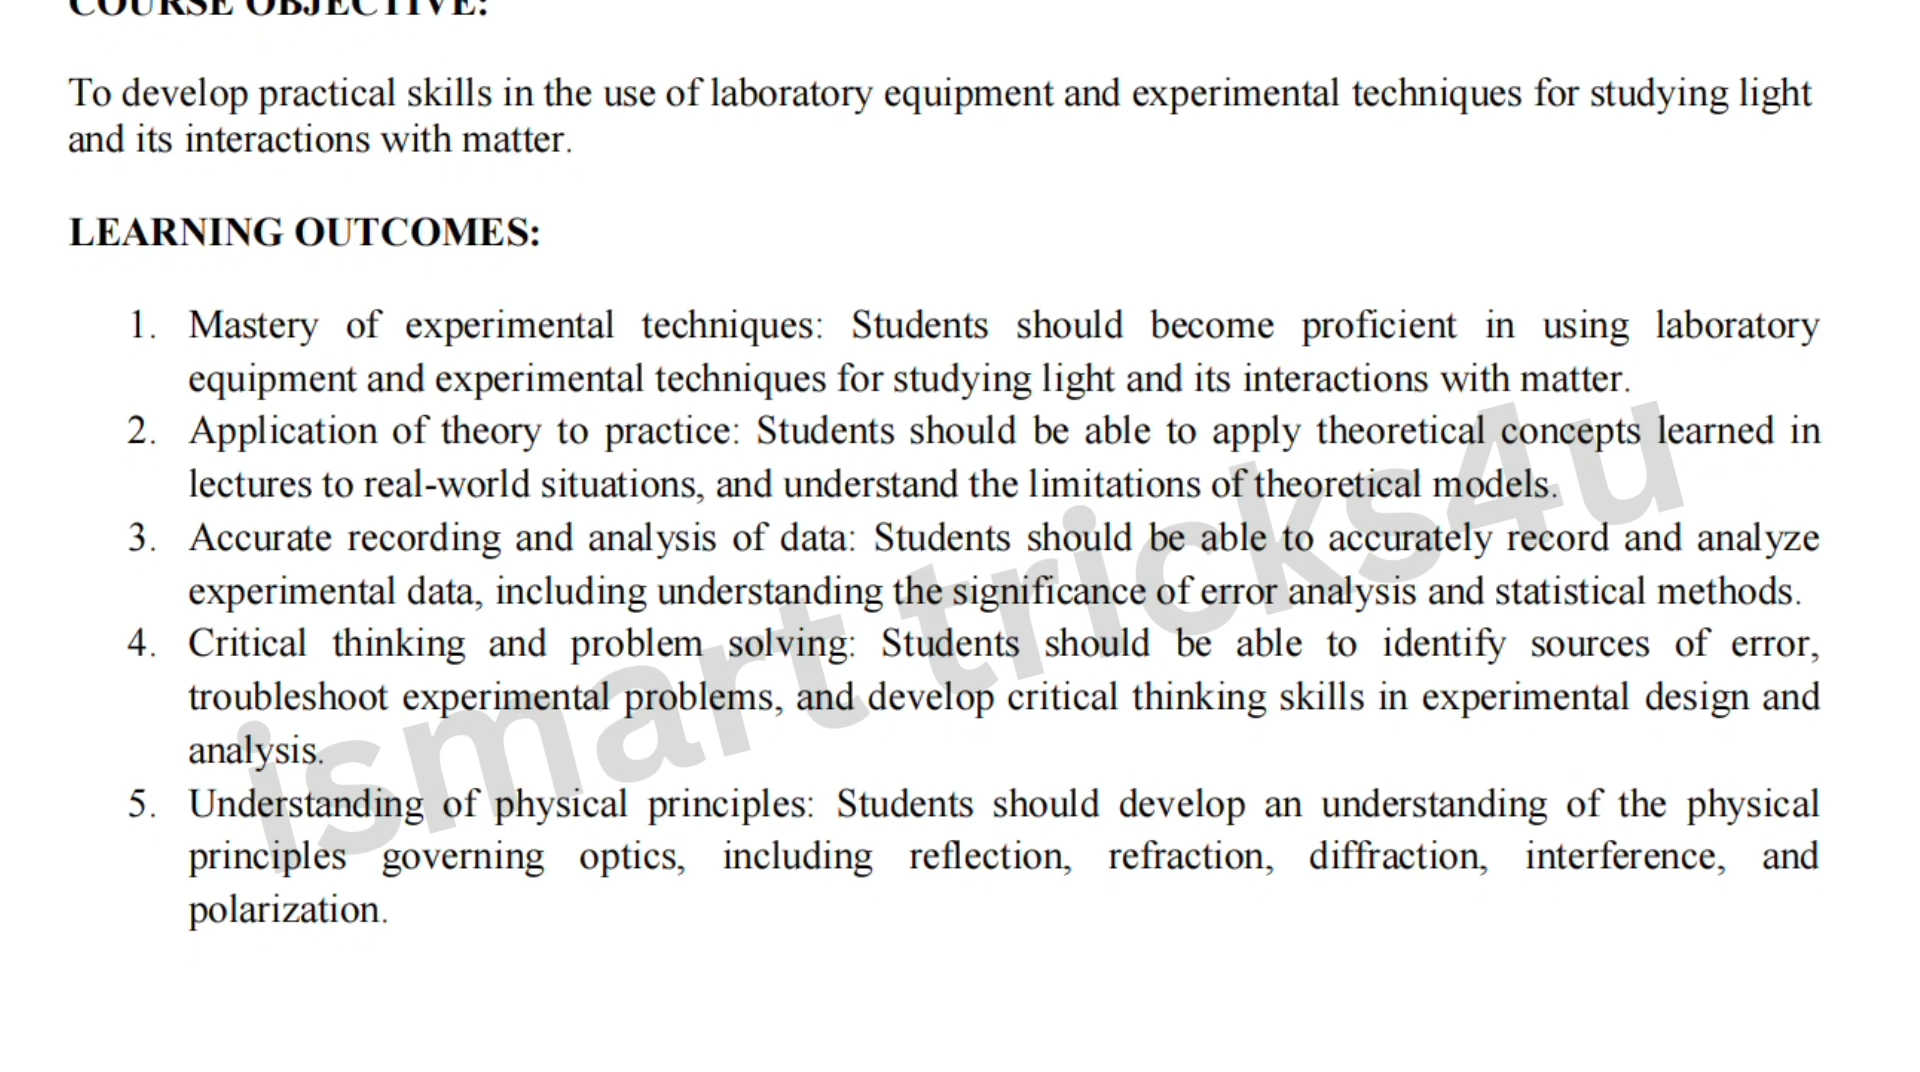 COURSE OBJECTIVE:
To develop practical skills in the use of laboratory equipment and experimental techniques for studying light
and its interactions with matter.
LEARNING OUTCOMES:
1. Mastery of experimental techniques: Students should become proficient in using laboratory
equipment and experimental techniques for studying light and its interactions with matter.
2. Application of theory to practice: Students should be able to apply theoretical concepts learned in
lectures to real-world situations, and understand the limitations of theoretical models.
3. Accurate recording and analysis of data: Students should be able to accurately record and analyze
experimental data, including understanding the significance of error analysis and statistical methods.
4. Critical thinking and problem solving: Students should be able to identify sources of error,
troubleshoot experimental problems, and develop critical thinking skills in experimental design and
analysis.
5. Understanding of physical principles: Students should develop an understanding of the physical
principles governing optics, including reflection, refraction, diffraction, interference, and
polarization.
ismart tricks4u